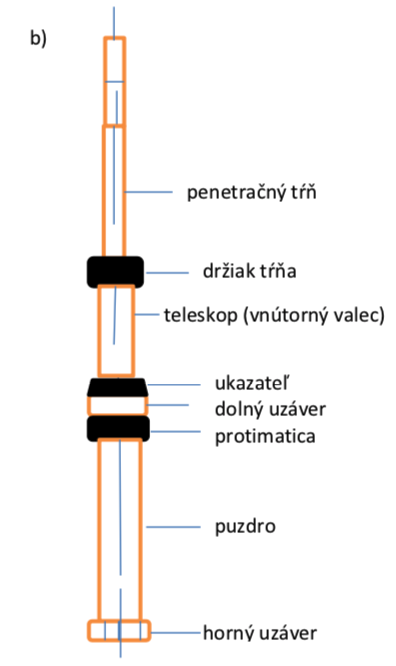 b)
penetračný tŕň
držiak tŕňa
teleskop (vnútorný valec)
ukazateľ
dolný uzáver
protimatica
puzdro
horný uzáver